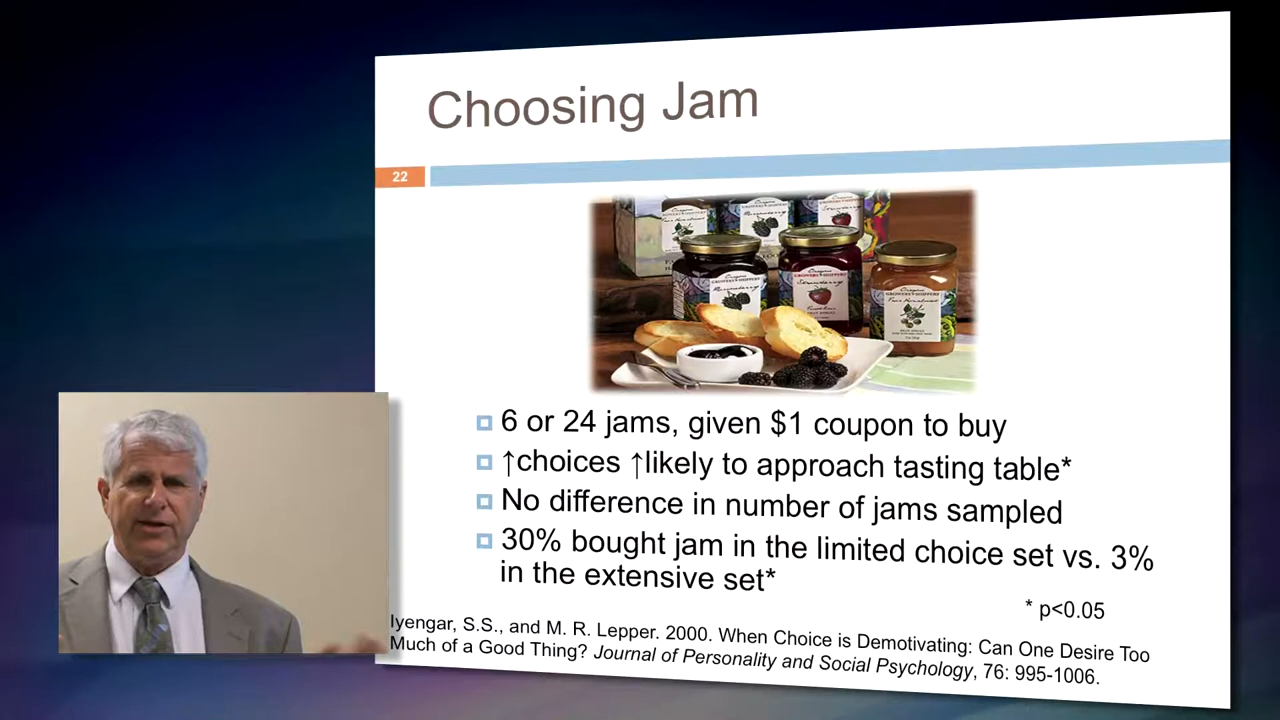 Choosing Jam
22
6 or 24 jams, given $1 coupon to buy
↑choices ↑likely to approach tasting table*
No difference in number of jams sampled
30% bought jam in the limited choice set vs. 3%
in the extensive set*
* p<0.05
Iyengar, S.S., and M. R. Lepper. 2000. When Choice is Demotivating: Can One Desire Too
Much of a Good Thing? Journal of Personality and Social Psychology, 76: 995-1006.